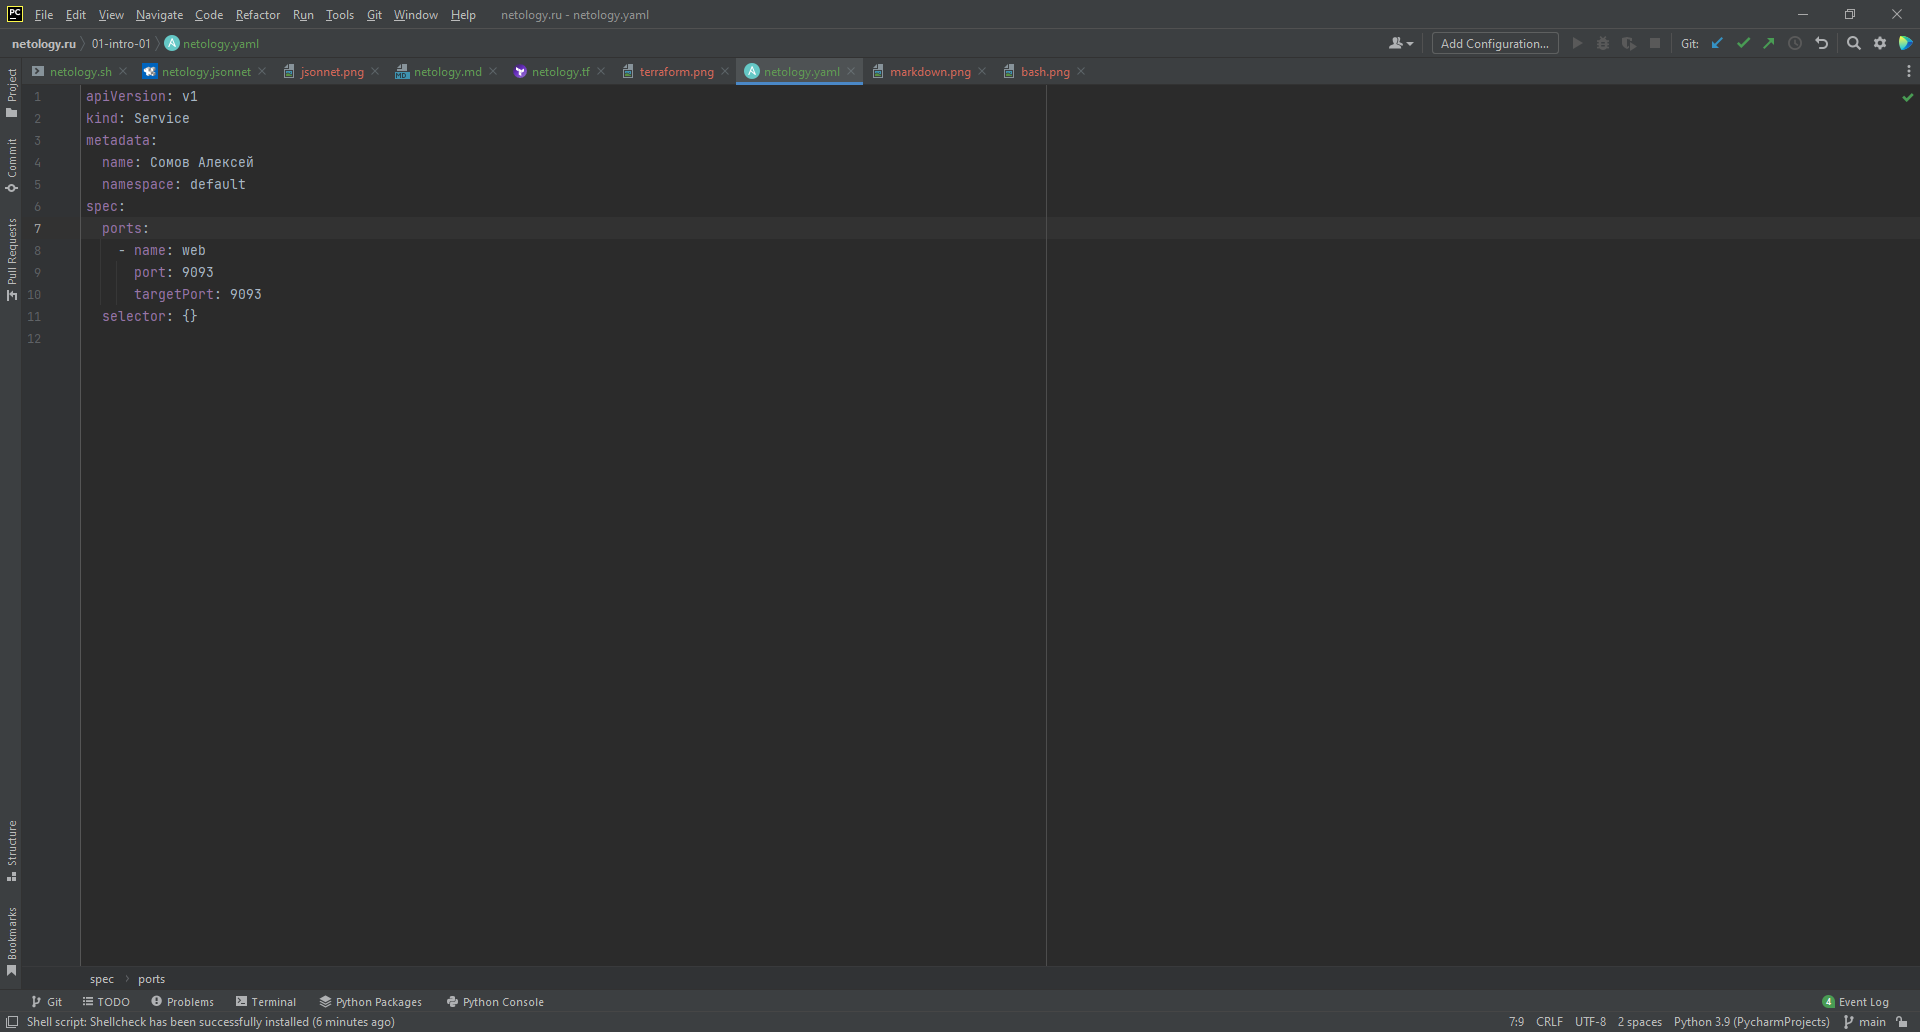 PC File Edit View Navigate Code Refactor Run Tools Git Window Help netology.ru - netology.yaml
netology.ru 01-intro-01 A netology.yaml Add Configuration... Git:
netology.sh netology.jsonnet jsonnet.png netology.md netology.tf terraform.png A netology.yaml markdown.png bash.png
Project
Commit
Pull Requests
Structure
Bookmarks
1 apiVersion: v1
2 kind: Service
3 metadata:
4 name: Сомов Алексей
5 namespace: default
6 spec:
7 ports:
8 - name: web
9 port: 9093
10 targetPort: 9093
11 selector: {}
12
spec ports
Git TODO Problems Terminal Python Packages Python Console 4 Event Log
Shell script: Shellcheck has been successfully installed (6 minutes ago) 7:9 CRLF UTF-8 2 spaces Python 3.9 (PycharmProjects) main